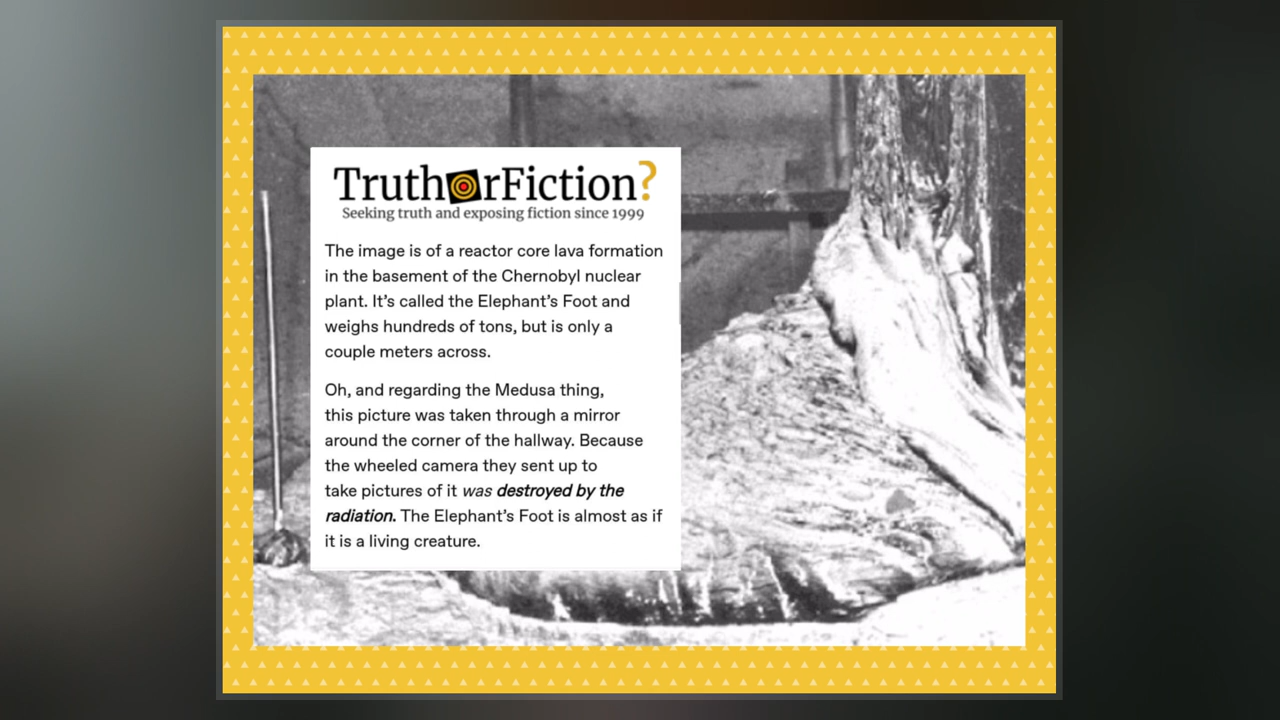 TruthorFiction?
Seeking truth and exposing fiction since 1999
The image is of a reactor core lava formation
in the basement of the Chernobyl nuclear
plant. It’s called the Elephant’s Foot and
weighs hundreds of tons, but is only a
couple meters across.
Oh, and regarding the Medusa thing,
this picture was taken through a mirror
around the corner of the hallway. Because
the wheeled camera they sent up to
take pictures of it was destroyed by the
radiation. The Elephant’s Foot is almost as if
it is a living creature.